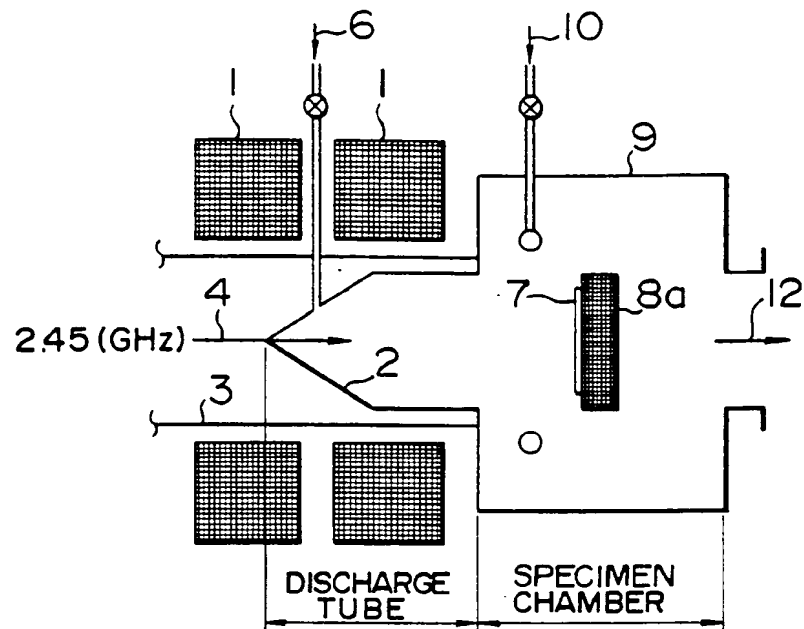 6
10
1
1
9
4
7
8a
12
2.45 (GHz)
2
3
DISCHARGE
TUBE
SPECIMEN
CHAMBER